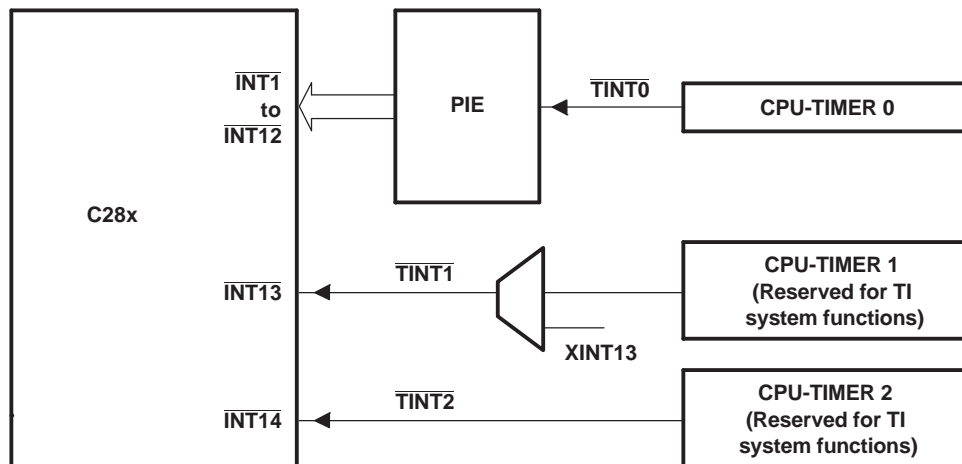 INT1
to
INT12
PIE
TINT0
CPU-TIMER 0
C28x
INT13
TINT1
XINT13
CPU-TIMER 1
(Reserved for TI
system functions)
INT14
TINT2
CPU-TIMER 2
(Reserved for TI
system functions)